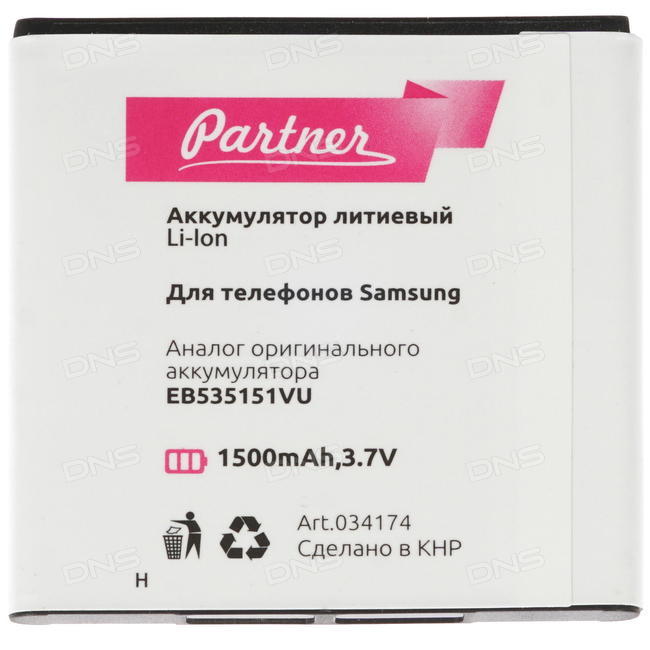 Partner
Аккумулятор литиевый
Li-Ion
Для телефонов Samsung
Аналог оригинального
аккумулятора
EB535151VU
1500mAh,3.7V
Art.034174
Сделано в КНР
H
DNS